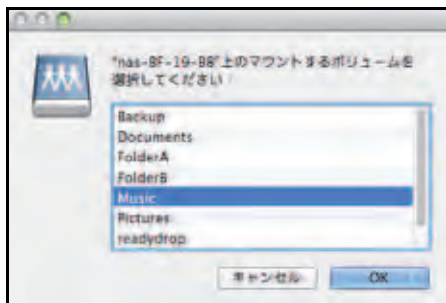 "nas-BF-19-BB"上のマウントするボリュームを
選択してください
Backup
Documents
FolderA
FolderB
Music
Pictures
readydrop
キャンセル
OK